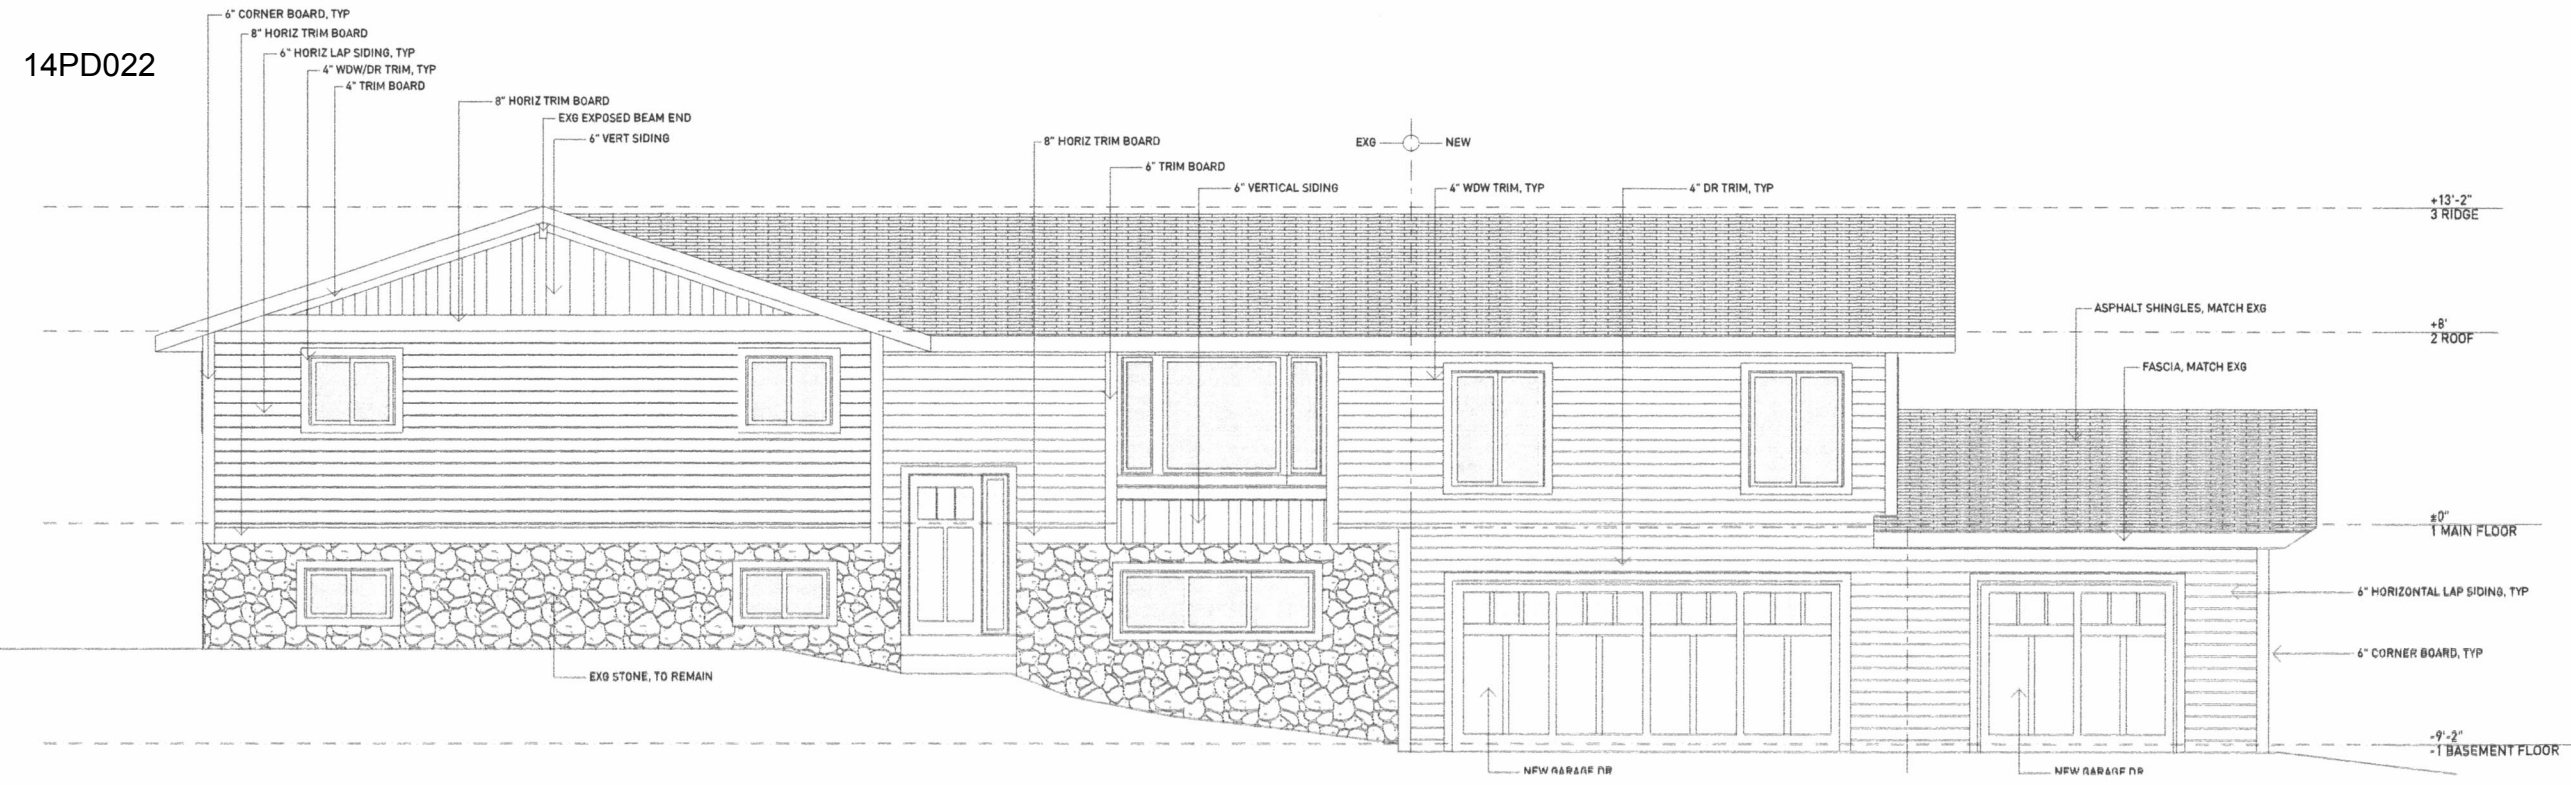 6" CORNER BOARD, TYP
8" HORIZ TRIM BOARD
6" HORIZ LAP SIDING, TYP
14PD022
4" WDW/DR TRIM, TYP
4" TRIM BOARD
8" HORIZ TRIM BOARD
EXG EXPOSED BEAM END
6" VERT SIDING
8" HORIZ TRIM BOARD
6" TRIM BOARD
6" VERTICAL SIDING
EXG
NEW
4" WDW TRIM, TYP
4" DR TRIM, TYP
+13'-2"
3 RIDGE
ASPHALT SHINGLES, MATCH EXG
+8'
2 ROOF
FASCIA, MATCH EXG
±0"
1 MAIN FLOOR
6" HORIZONTAL LAP SIDING, TYP
6" CORNER BOARD, TYP
EXG STONE, TO REMAIN
-9'-2"
-1 BASEMENT FLOOR
NEW GARAGE DR
NEW GARAGE DR